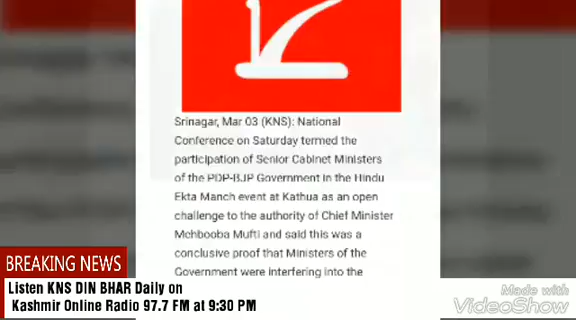 Srinagar, Mar 03 (KNS): National
Conference on Saturday termed the
participation of Senior Cabinet Ministers
of the PDP-BJP Government in the Hindu
Ekta Manch event at Kathua as an open
challenge to the authority of Chief Minister
Mehbooba Mufti and said this was a
conclusive proof that Ministers of the
Government were interfering into the
BREAKING NEWS
Listen KNS DIN BHAR Daily on
Kashmir Online Radio 97.7 FM at 9:30 PM
Made with
VideoShow